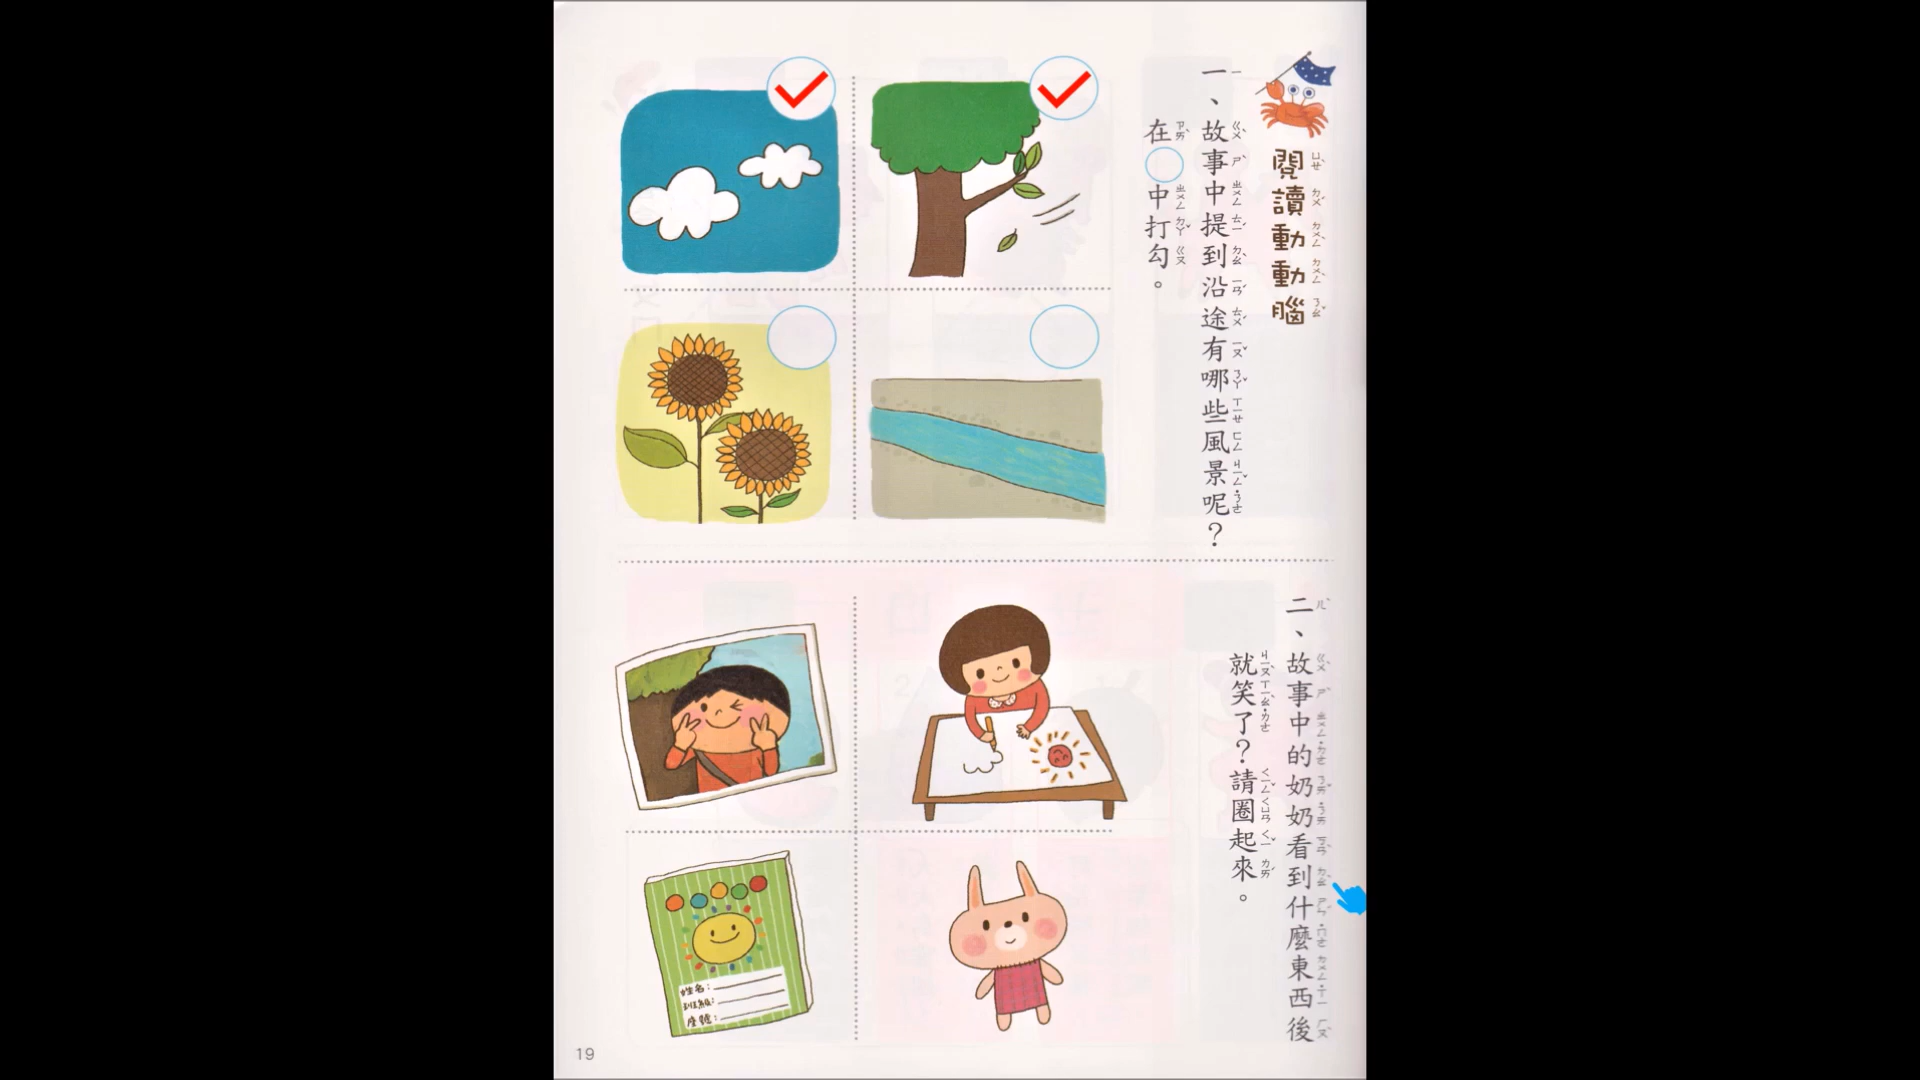 閱讀動動腦
一、故事中提到沿途有哪些風景呢？
在○中打勾。
二、故事中的奶奶看到什麼東西後
就笑了？請圈起來。
姓名：
班級：
座號：
19